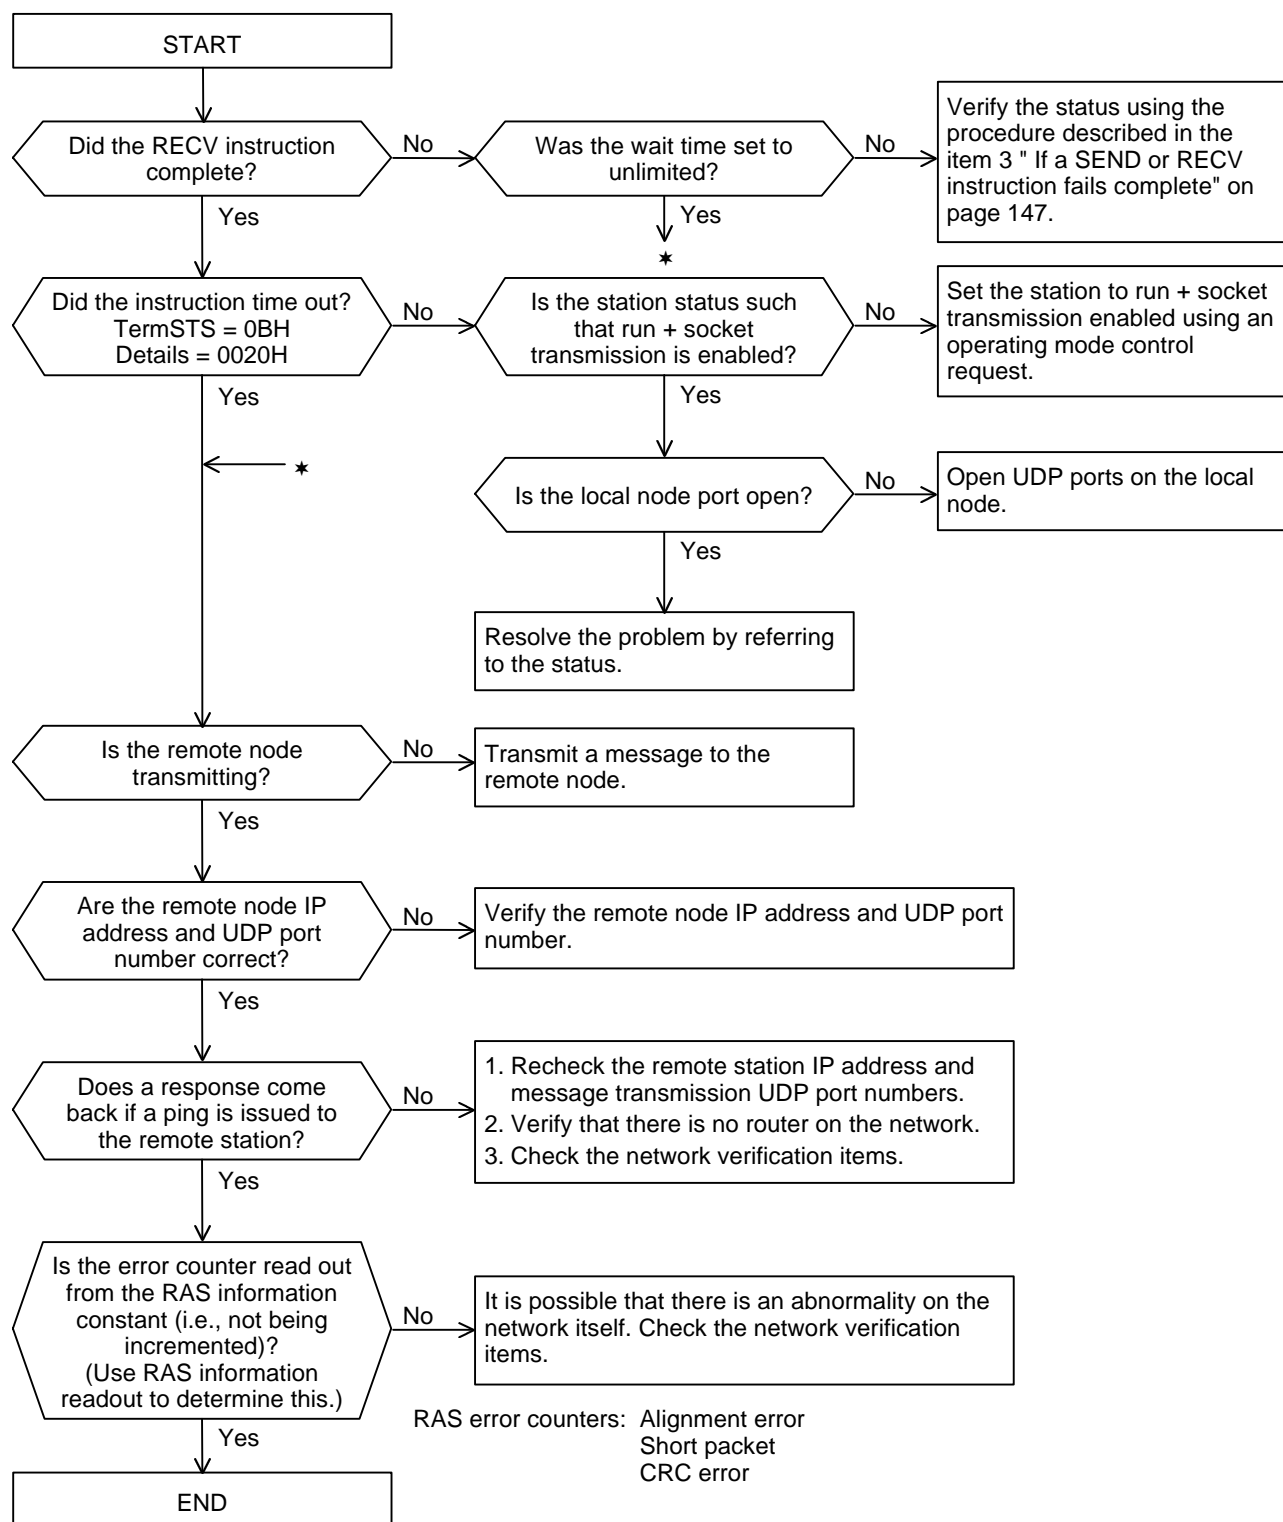 START
Did the RECV instruction
complete?
No
Was the wait time set to
unlimited?
No
Verify the status using the
procedure described in the
item 3 " If a SEND or RECV
instruction fails complete" on
page 147.
Yes
Yes
*
Did the instruction time out?
TermSTS = 0BH
Details = 0020H
No
Is the station status such
that run + socket
transmission is enabled?
No
Set the station to run + socket
transmission enabled using an
operating mode control
request.
Yes
Yes
*
Is the local node port open?
No
Open UDP ports on the local
node.
Yes
Resolve the problem by referring
to the status.
Is the remote node
transmitting?
No
Transmit a message to the
remote node.
Yes
Are the remote node IP
address and UDP port
number correct?
No
Verify the remote node IP address and UDP port
number.
Yes
Does a response come
back if a ping is issued to
the remote station?
No
1. Recheck the remote station IP address and
message transmission UDP port numbers.
2. Verify that there is no router on the network.
3. Check the network verification items.
Yes
Is the error counter read out
from the RAS information
constant (i.e., not being
incremented)?
(Use RAS information
readout to determine this.)
No
It is possible that there is an abnormality on the
network itself. Check the network verification
items.
Yes
RAS error counters: Alignment error
Short packet
CRC error
END